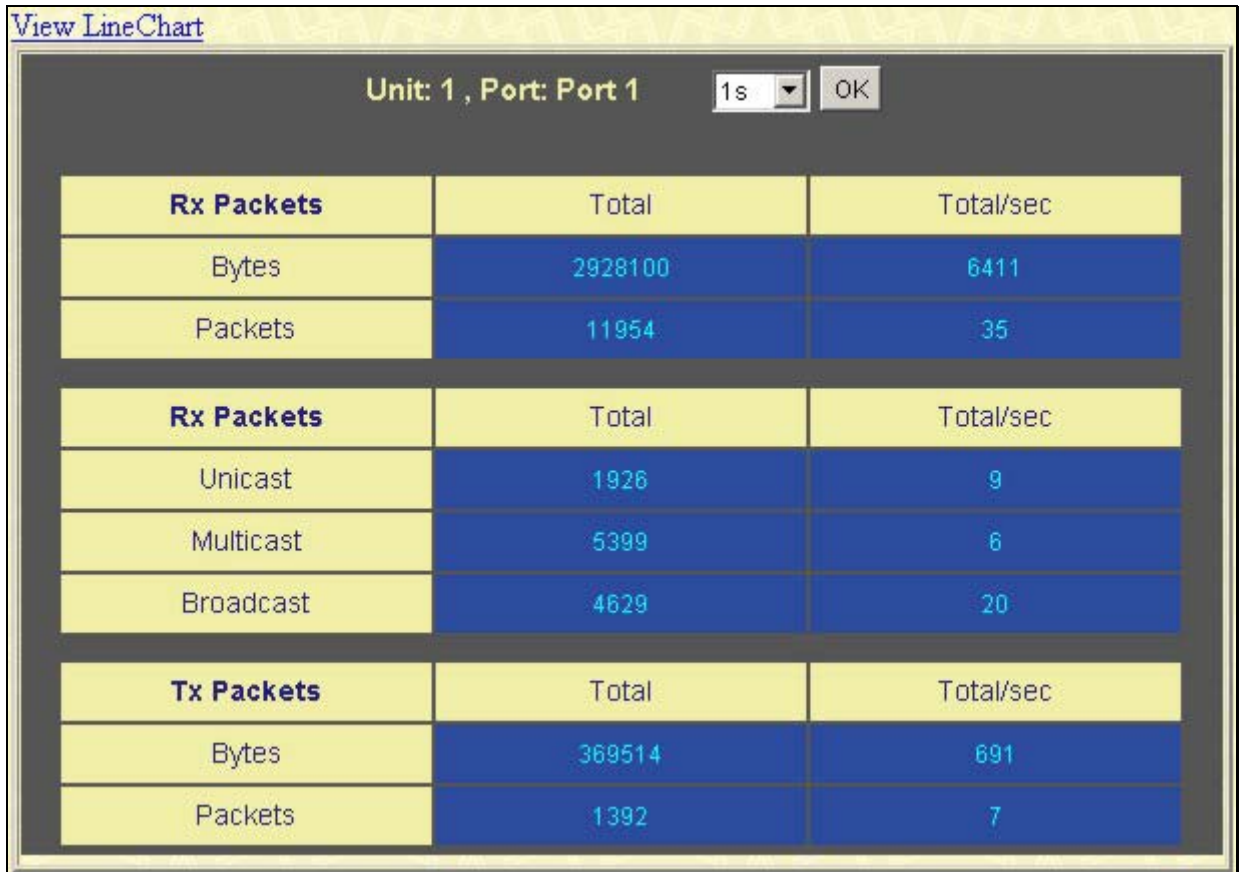 View LineChart
Unit: 1 , Port: Port 1 1s OK
Rx Packets Total Total/sec
Bytes 2928100 6411
Packets 11954 35
Rx Packets Total Total/sec
Unicast 1926 9
Multicast 5399 6
Broadcast 4629 20
Tx Packets Total Total/sec
Bytes 369514 691
Packets 1392 7